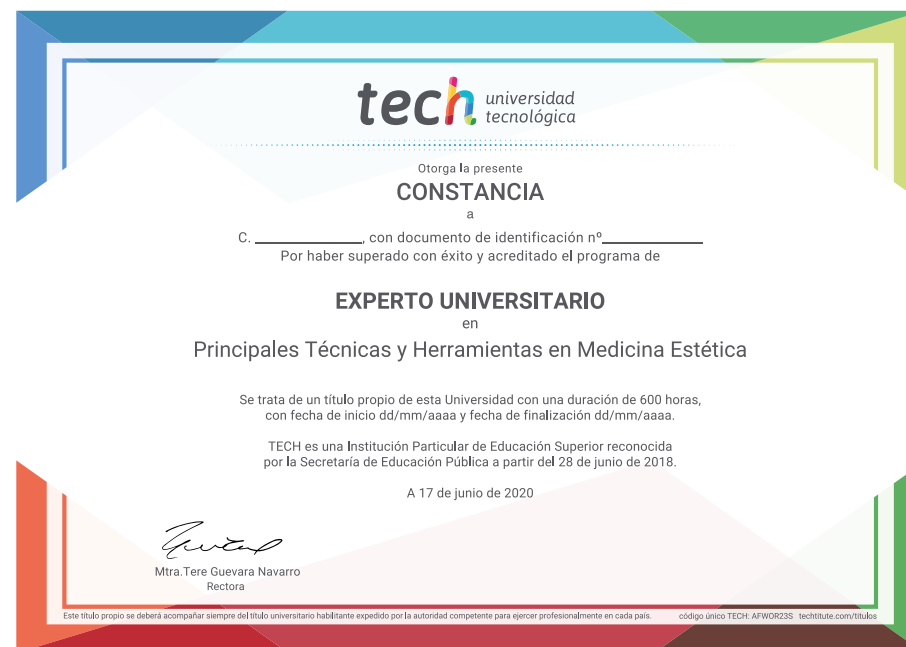 tech universidad
tecnológica
Otorga la presente
CONSTANCIA
a
C. ______________, con documento de identificación nº_____________
Por haber superado con éxito y acreditado el programa de
EXPERTO UNIVERSITARIO
en
Principales Técnicas y Herramientas en Medicina Estética
Se trata de un título propio de esta Universidad con una duración de 600 horas,
con fecha de inicio dd/mm/aaaa y fecha de finalización dd/mm/aaaa.
TECH es una Institución Particular de Educación Superior reconocida
por la Secretaría de Educación Pública a partir del 28 de junio de 2018.
A 17 de junio de 2020
Mtra.Tere Guevara Navarro
Rectora
Este título propio se deberá acompañar siempre del título universitario habilitante expedido por la autoridad competente para ejercer profesionalmente en cada país. código único TECH: AFWOR23S techtitute.com/títulos